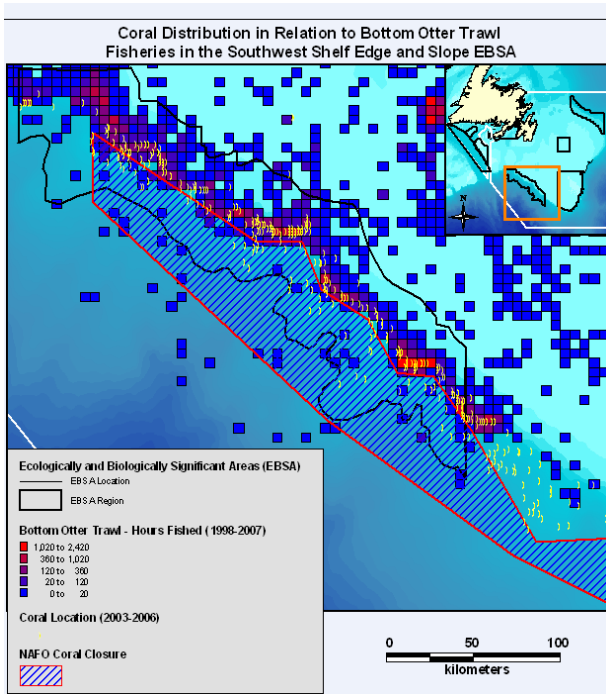 Coral Distribution in Relation to Bottom Otter Trawl
Fisheries in the Southwest Shelf Edge and Slope EBSA
N
Ecologically and Biologically Significant Areas (EBSA)
EBSA Location
EBSA Region
Bottom Otter Trawl - Hours Fished (1998-2007)
1,020 to 2,420
360 to 1,020
120 to 360
20 to 120
0 to 20
Coral Location (2003-2006)
NAFO Coral Closure
0 50 100
kilometers